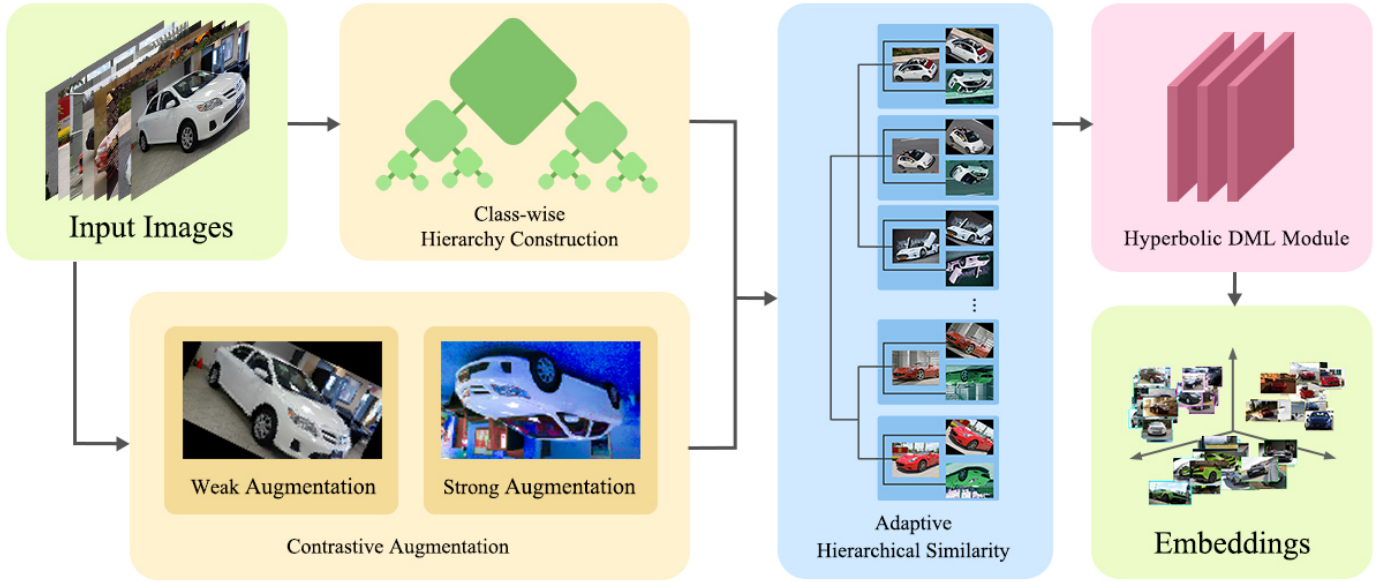 Input Images
Class-wise
Hierarchy Construction
Weak Augmentation
Strong Augmentation
Contrastive Augmentation
...
Adaptive
Hierarchical Similarity
Hyperbolic DML Module
Embeddings